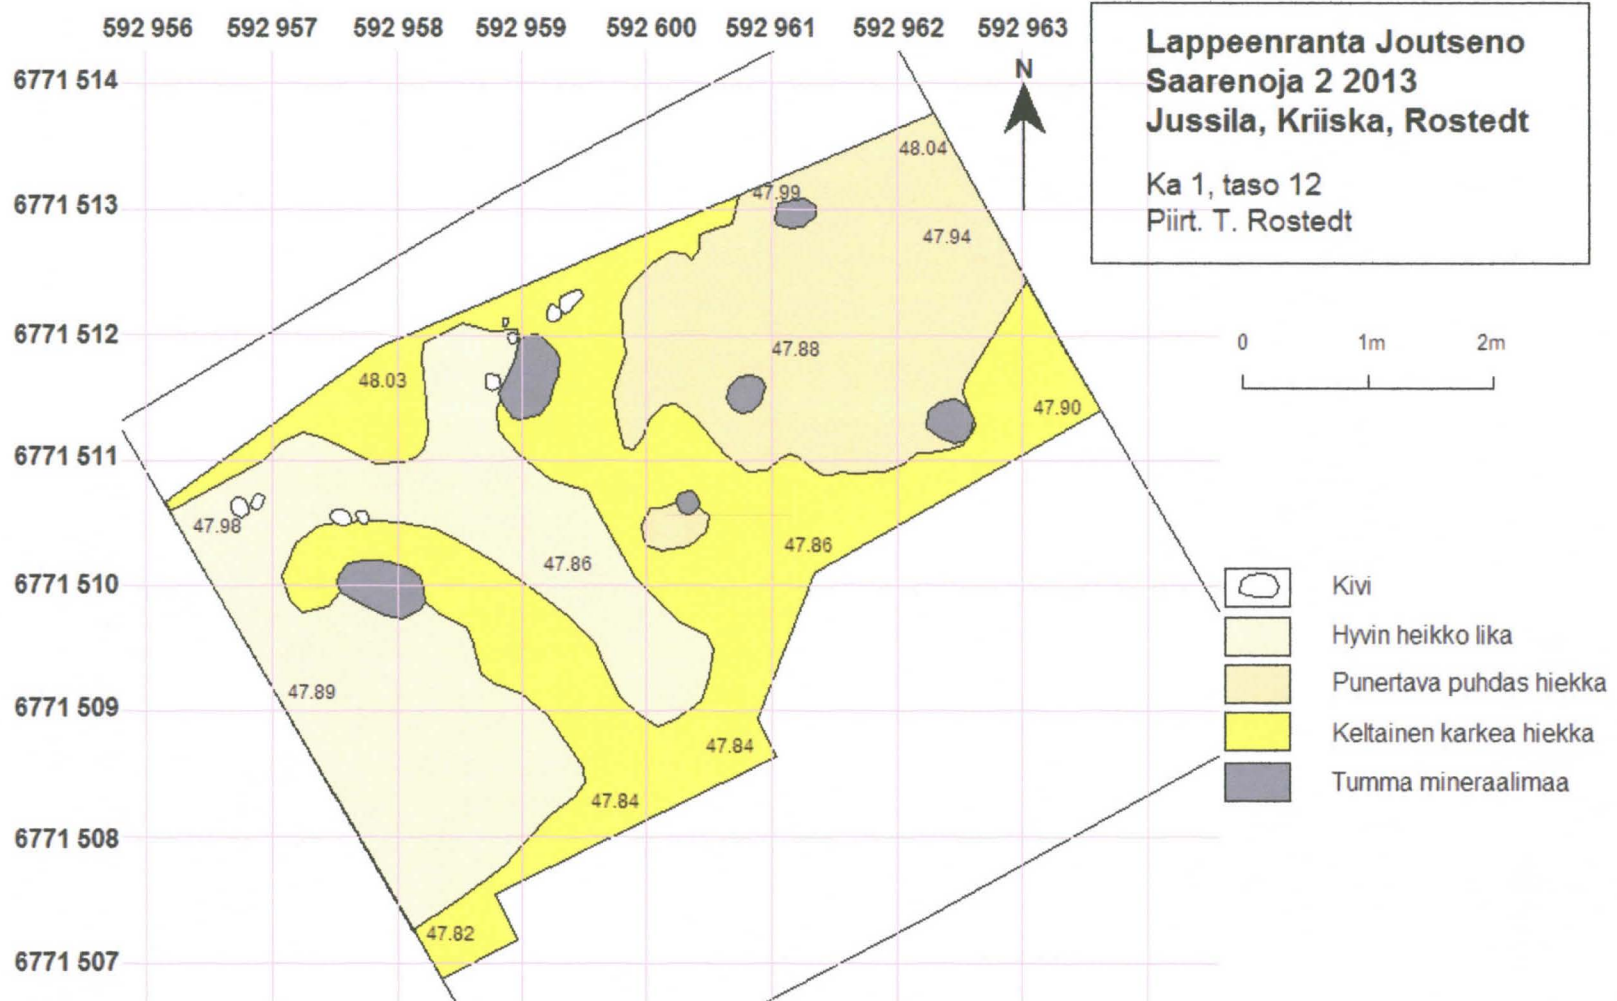 592 956 592 957 592 958 592 959 592 600 592 961 592 962 592 963
Lappeenranta Joutseno
Saarenoja 2 2013
Jussila, Kriiska, Rostedt
Ka 1, taso 12
Piirt. T. Rostedt
N
6771 514
48.04
47.99
6771 513
47.94
6771 512
47.88
0 1m 2m
48.03
47.90
6771 511
47.98
47.86
47.86
6771 510
Kivi
Hyvin heikko lika
Punertava puhdas hiekka
Keltainen karkea hiekka
Tumma mineraalimaa
47.89
6771 509
47.84
47.84
6771 508
47.82
6771 507